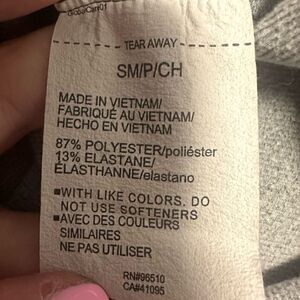 GlobalCan01
TEAR AWAY
SM/P/CH
MADE IN VIETNAM/
FABRIQUÉ AU VIETNAM/
HECHO EN VIETNAM
87% POLYESTER/poliéster
13% ELASTANE/
ÉLASTHANNE/elastano
■WITH LIKE COLORS. DO
NOT USE SOFTENERS
■AVEC DES COULEURS
SIMILAIRES
NE PAS UTILISER
RN#96510
CA#41095